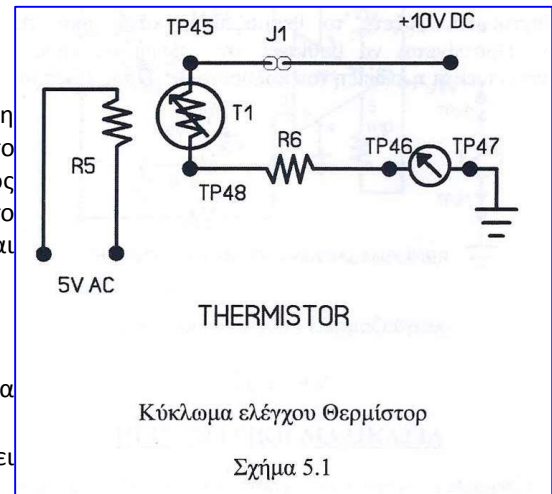 TP45
J1
+10V DC
T1
R5
R6
TP46
TP47
TP48
5V AC
THERMISTOR
Κύκλωμα ελέγχου Θερμίστορ
Σχήμα 5.1